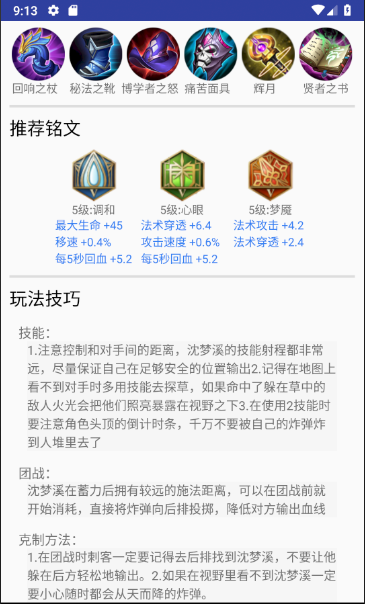 9:13
回响之杖 秘法之靴 博学者之怒 痛苦面具 辉月 贤者之书
推荐铭文
5级:调和 5级:心眼 5级:梦魇
最大生命 +45 法术穿透 +6.4 法术攻击 +4.2
移速 +0.4% 攻击速度 +0.6% 法术穿透 +2.4
每5秒回血 +5.2 每5秒回血 +5.2
玩法技巧
技能：
1.注意控制和对手间的距离，沈梦溪的技能射程都非常
远，尽量保证自己在足够安全的位置输出2.记得在地图上
看不到对手时多用技能去探草，如果命中了躲在草中的
敌人火光会把他们照亮暴露在视野之下3.在使用2技能时
要注意角色头顶的倒计时条，千万不要被自己的炸弹炸
到人堆里去了
团战：
沈梦溪在蓄力后拥有较远的施法距离，可以在团战前就
开始消耗，直接将炸弹向后排投掷，降低对方输出血线
克制方法：
1.在团战时刺客一定要记得去后排找到沈梦溪，不要让他
躲在后方轻松地输出。2.如果在视野里看不到沈梦溪一定
要小心随时都会从天而降的炸弹。